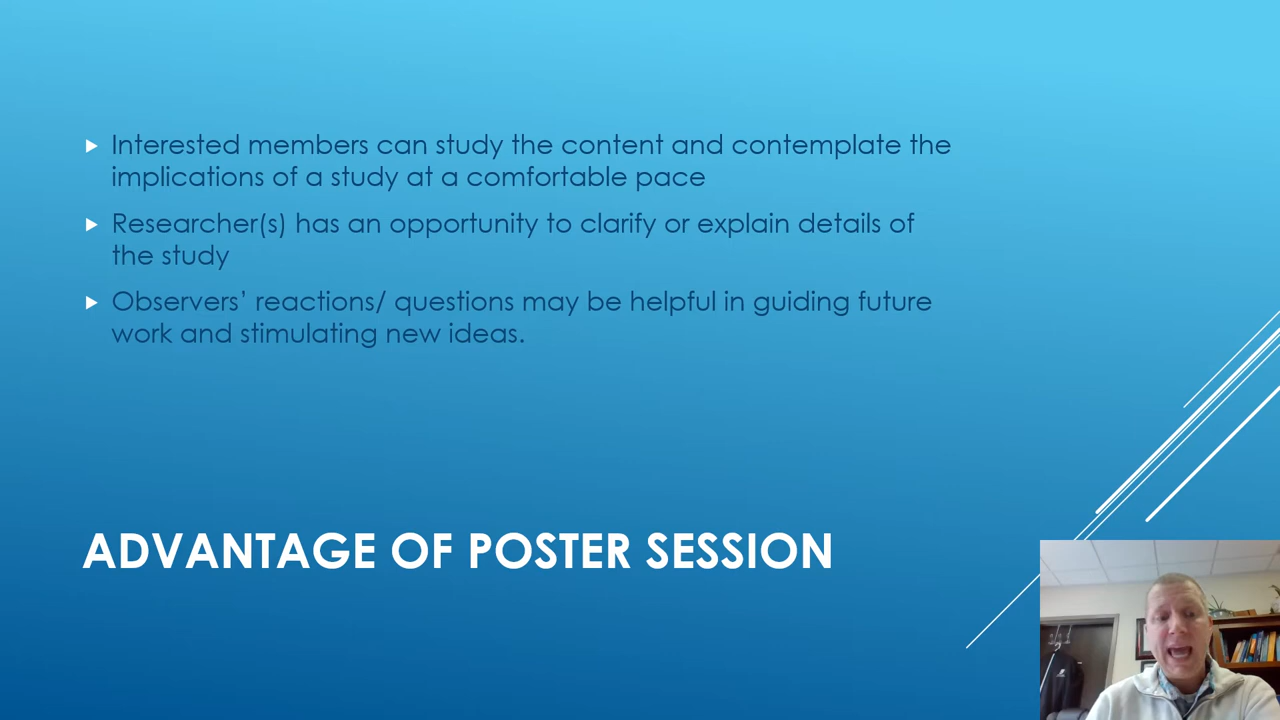 Interested members can study the content and contemplate the
implications of a study at a comfortable pace
Researcher(s) has an opportunity to clarify or explain details of
the study
Observers’ reactions/ questions may be helpful in guiding future
work and stimulating new ideas.
ADVANTAGE OF POSTER SESSION